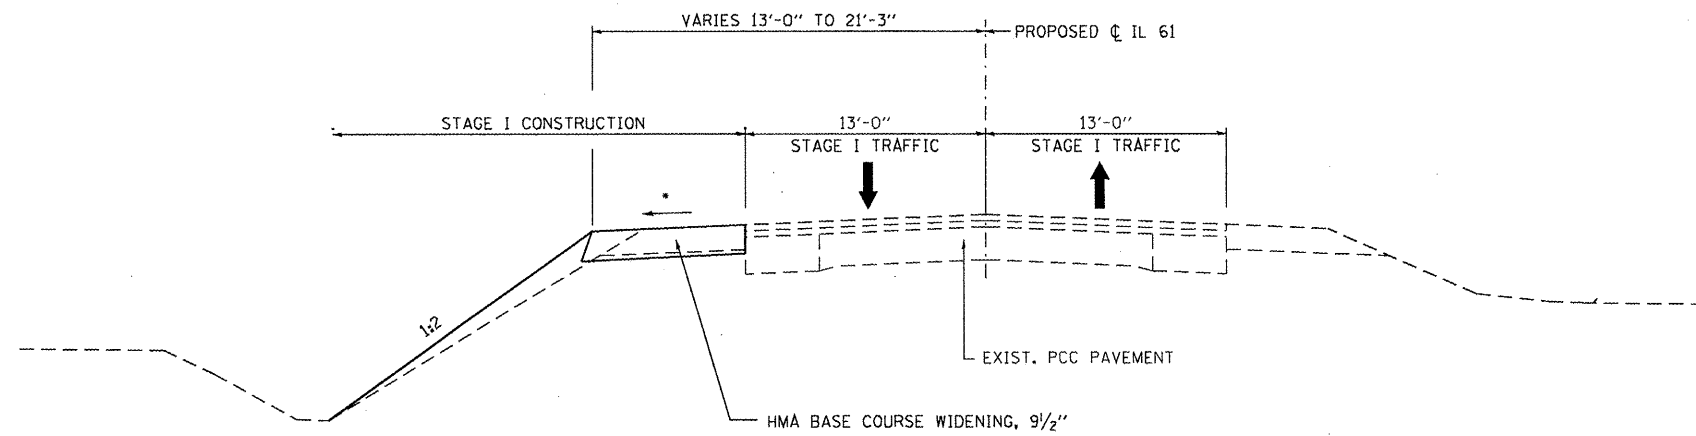 VARIES 13'-0" TO 21'-3"
PROPOSED ℄ IL 61
STAGE I CONSTRUCTION
13'-0"
STAGE I TRAFFIC
13'-0"
STAGE I TRAFFIC
*
1:2
EXIST. PCC PAVEMENT
HMA BASE COURSE WIDENING, 9½"